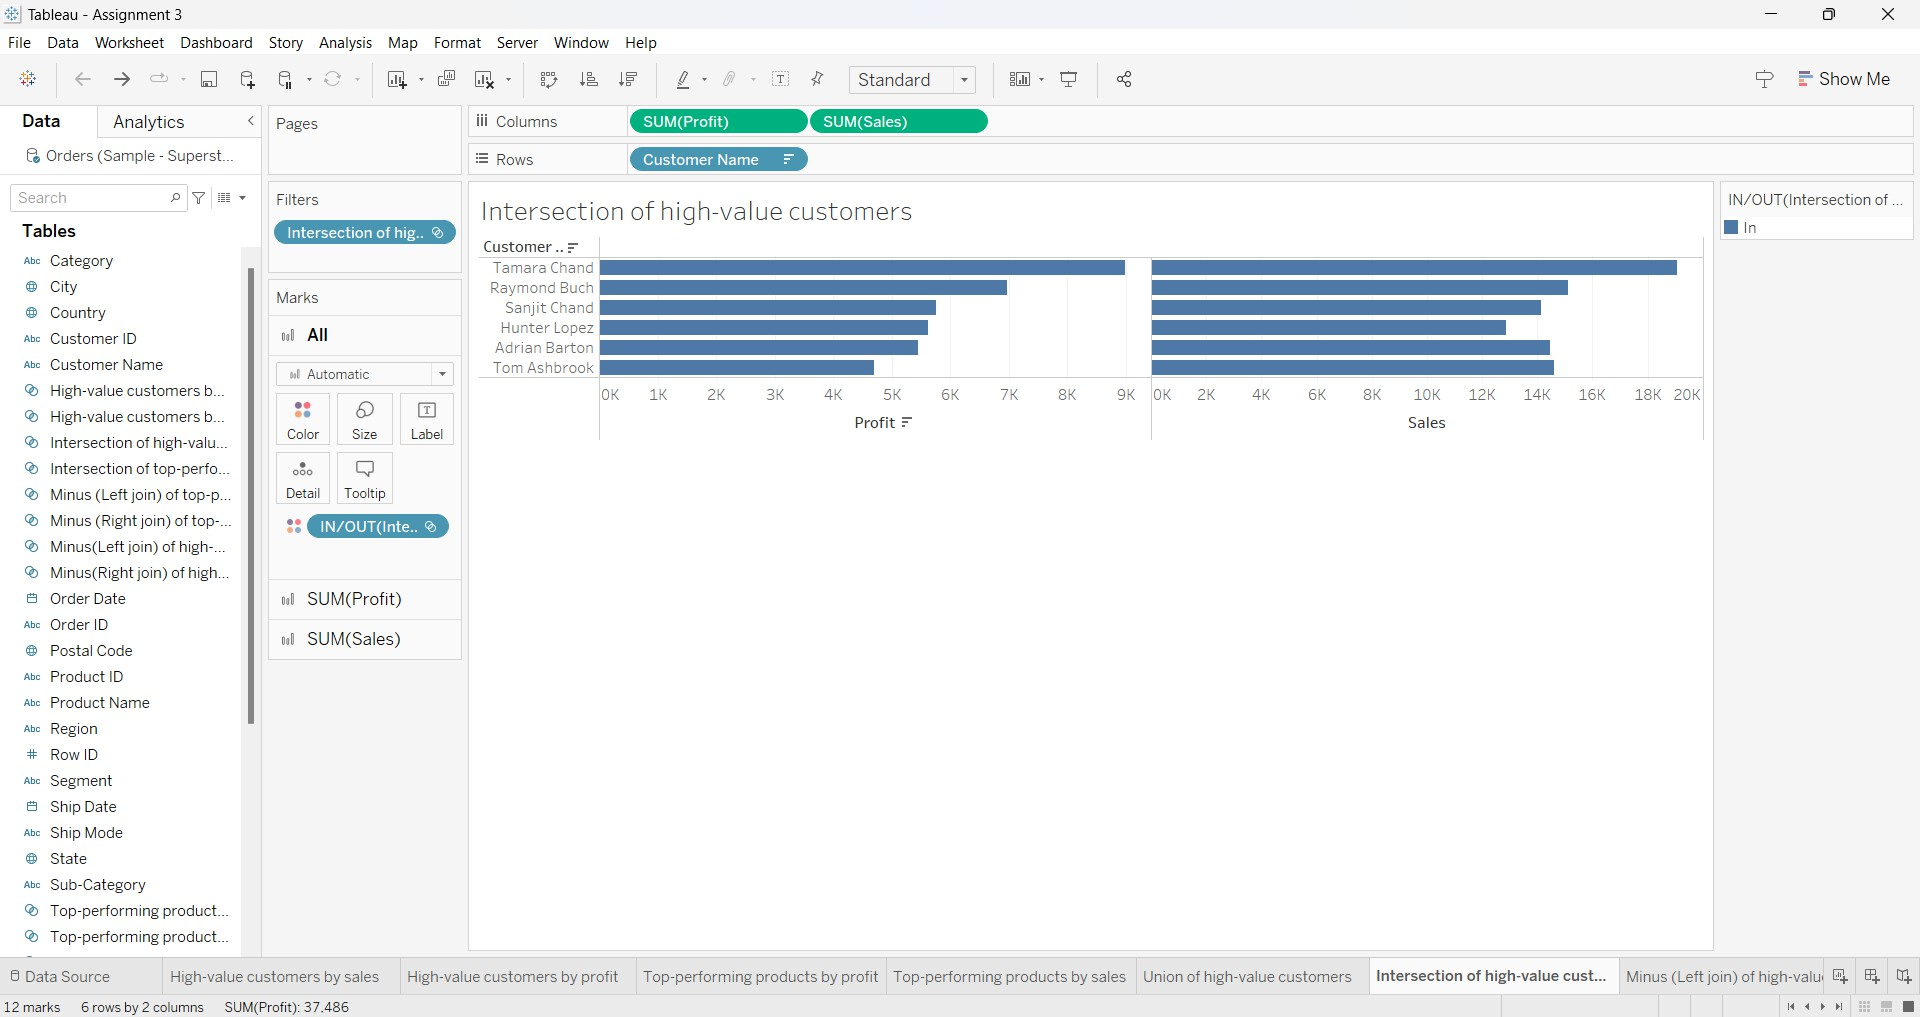 Tableau - Assignment 3
File Data Worksheet Dashboard Story Analysis Map Format Server Window Help
Standard
Show Me
Data Analytics
Orders (Sample - Superst...
Search
Tables
Abc Category
City
Country
Abc Customer ID
Abc Customer Name
High-value customers b...
High-value customers b...
Intersection of high-valu...
Intersection of top-perfo...
Minus (Left join) of top-p...
Minus (Right join) of top-...
Minus(Left join) of high-...
Minus(Right join) of high...
Order Date
Abc Order ID
Postal Code
Abc Product ID
Abc Product Name
Abc Region
# Row ID
Abc Segment
Ship Date
Abc Ship Mode
State
Abc Sub-Category
Top-performing product...
Top-performing product...
Pages
Filters
Intersection of hig..
Marks
All
Automatic
Color Size Label
Detail Tooltip
IN/OUT(Inte..
SUM(Profit)
SUM(Sales)
Columns SUM(Profit) SUM(Sales)
Rows Customer Name
Intersection of high-value customers
Customer ..
Tamara Chand
Raymond Buch
Sanjit Chand
Hunter Lopez
Adrian Barton
Tom Ashbrook
0K 1K 2K 3K 4K 5K 6K 7K 8K 9K 0K 2K 4K 6K 8K 10K 12K 14K 16K 18K 20K
Profit Sales
IN/OUT(Intersection of ...
In
Data Source High-value customers by sales High-value customers by profit Top-performing products by profit Top-performing products by sales Union of high-value customers Intersection of high-value cust... Minus (Left join) of high-valu
12 marks 6 rows by 2 columns SUM(Profit): 37,486